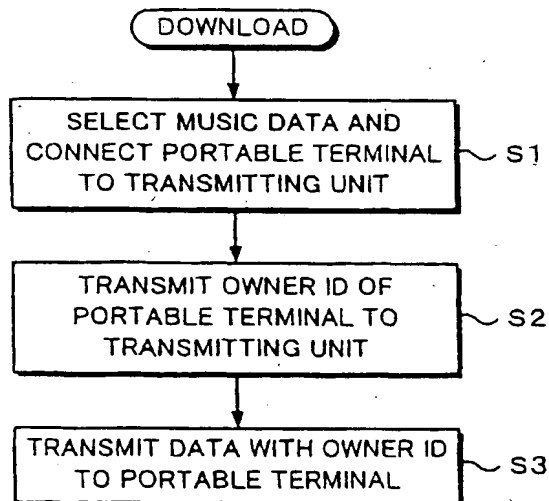 DOWNLOAD
SELECT MUSIC DATA AND
CONNECT PORTABLE TERMINAL
TO TRANSMITTING UNIT
S1
TRANSMIT OWNER ID OF
PORTABLE TERMINAL TO
TRANSMITTING UNIT
S2
TRANSMIT DATA WITH OWNER ID
TO PORTABLE TERMINAL
S3